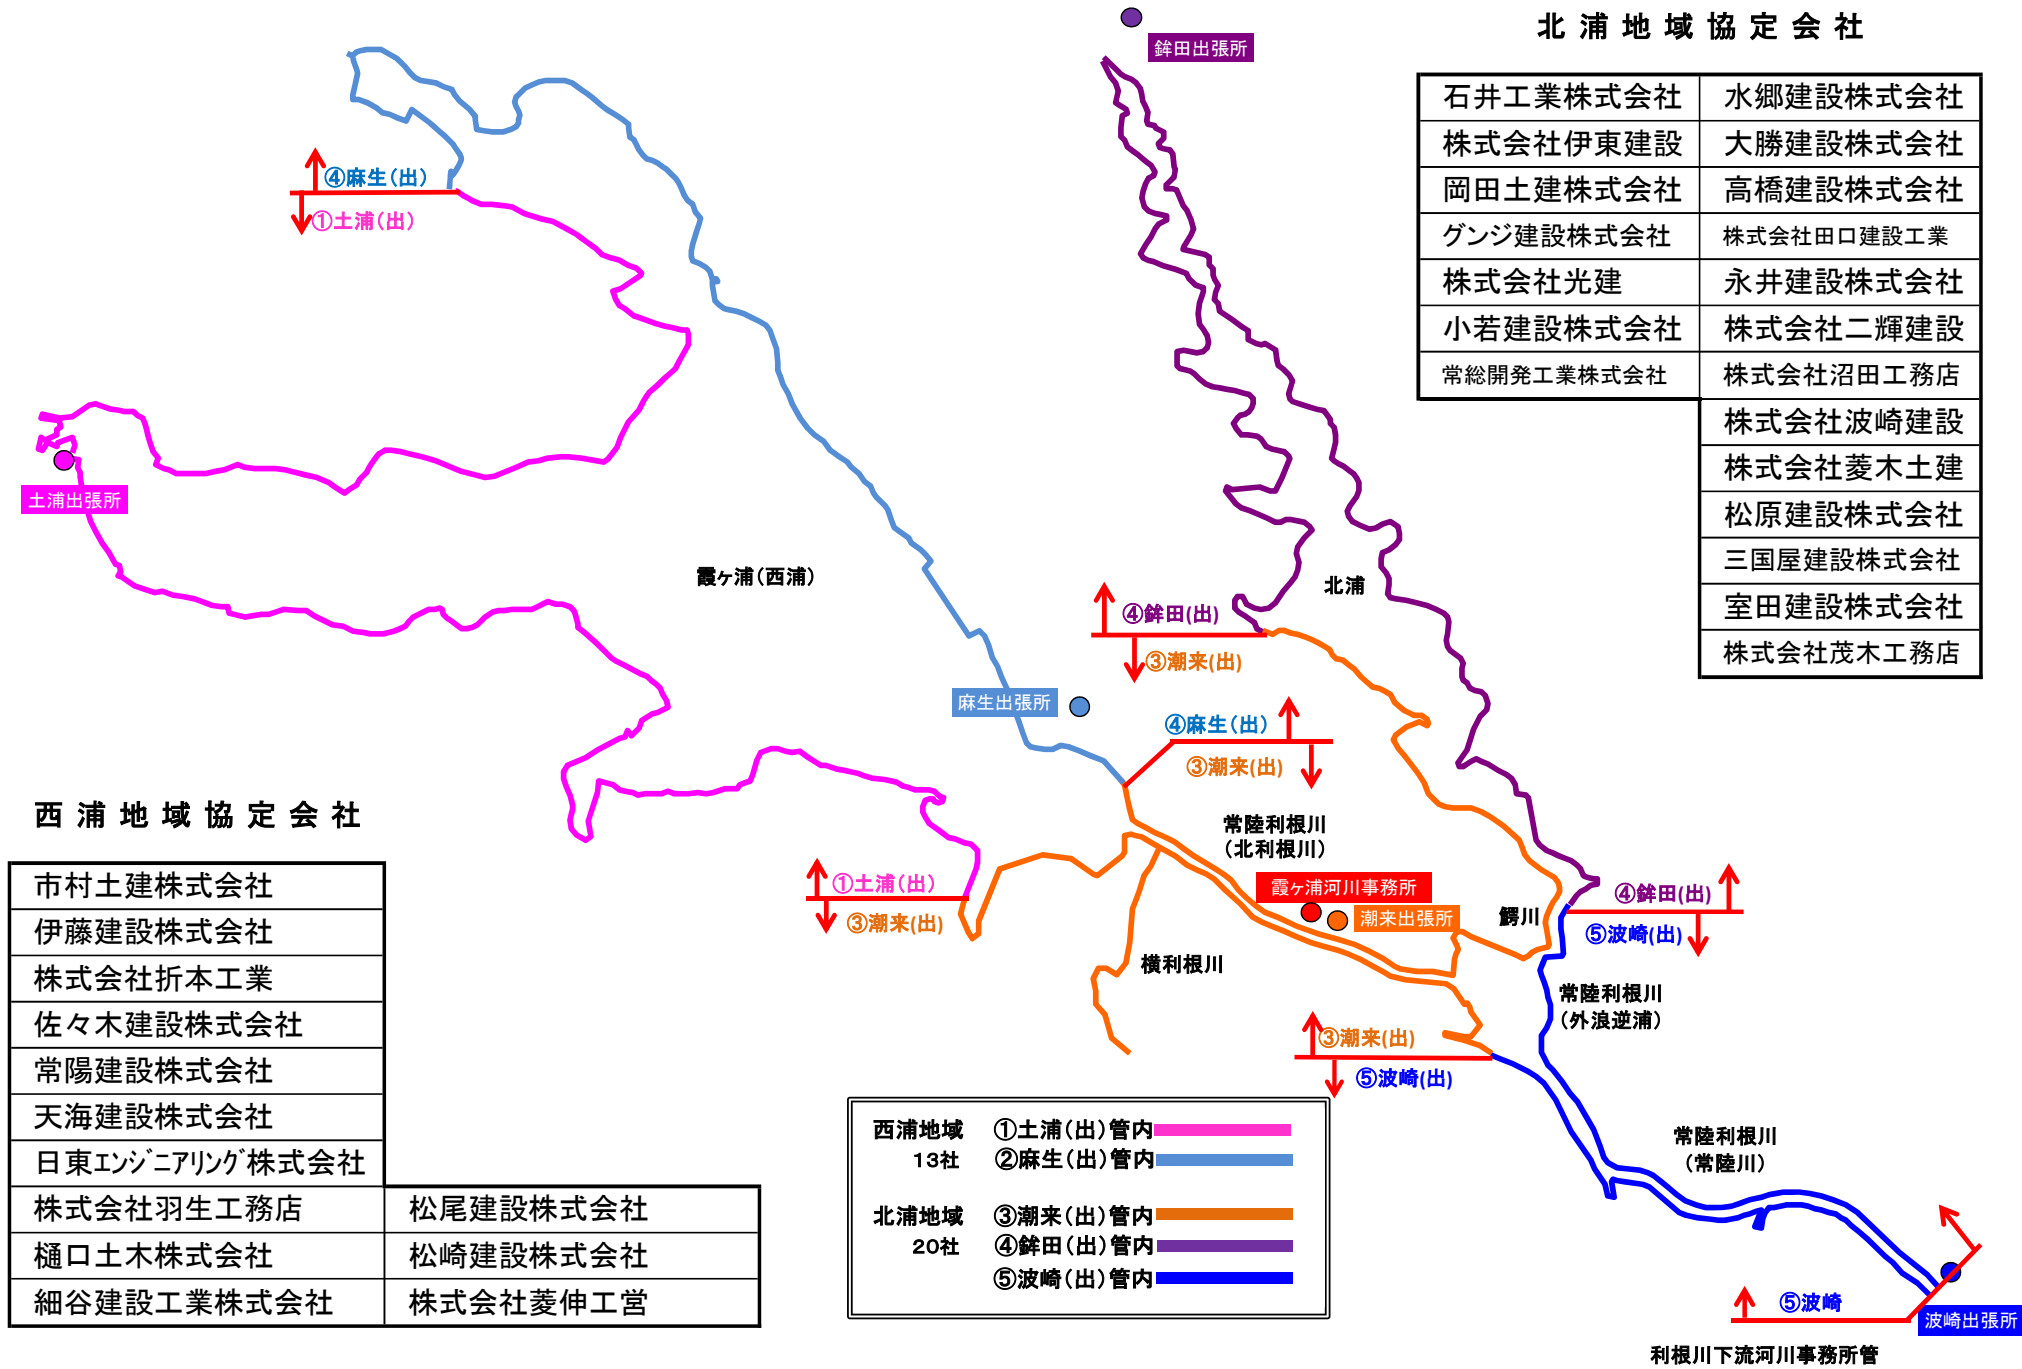 鉾田出張所
北浦地域協定会社
石井工業株式会社 水郷建設株式会社
株式会社伊東建設 大勝建設株式会社
岡田土建株式会社 高橋建設株式会社
グンジ建設株式会社 株式会社田口建設工業
株式会社光建 永井建設株式会社
小若建設株式会社 株式会社二輝建設
常総開発工業株式会社 株式会社沼田工務店
株式会社波崎建設
株式会社菱木土建
松原建設株式会社
三国屋建設株式会社
室田建設株式会社
株式会社茂木工務店
④麻生(出)
①土浦(出)
土浦出張所
霞ヶ浦(西浦)
北浦
④鉾田(出)
③潮来(出)
麻生出張所
④麻生(出)
③潮来(出)
常陸利根川
(北利根川)
①土浦(出)
③潮来(出)
霞ヶ浦河川事務所
潮来出張所
鰐川
④鉾田(出)
⑤波崎(出)
横利根川
常陸利根川
(外浪逆浦)
③潮来(出)
⑤波崎(出)
常陸利根川
(常陸川)
西浦地域協定会社
市村土建株式会社
伊藤建設株式会社
株式会社折本工業
佐々木建設株式会社
常陽建設株式会社
天海建設株式会社
日東ｴﾝｼﾞﾆｱﾘﾝｸﾞ株式会社
株式会社羽生工務店 松尾建設株式会社
樋口土木株式会社 松崎建設株式会社
細谷建設工業株式会社 株式会社菱伸工営
西浦地域 ①土浦(出)管内
13社 ②麻生(出)管内
北浦地域 ③潮来(出)管内
20社 ④鉾田(出)管内
⑤波崎(出)管内
⑤波崎
波崎出張所
利根川下流河川事務所管